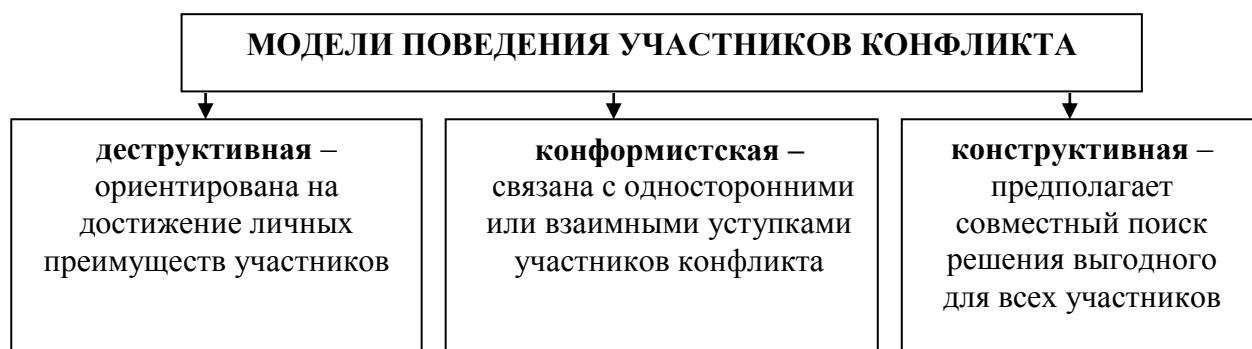 МОДЕЛИ ПОВЕДЕНИЯ УЧАСТНИКОВ КОНФЛИКТА
деструктивная –
ориентирована на
достижение личных
преимуществ участников
конформистская –
связана с односторонними
или взаимными уступками
участников конфликта
конструктивная –
предполагает
совместный поиск
решения выгодного
для всех участников